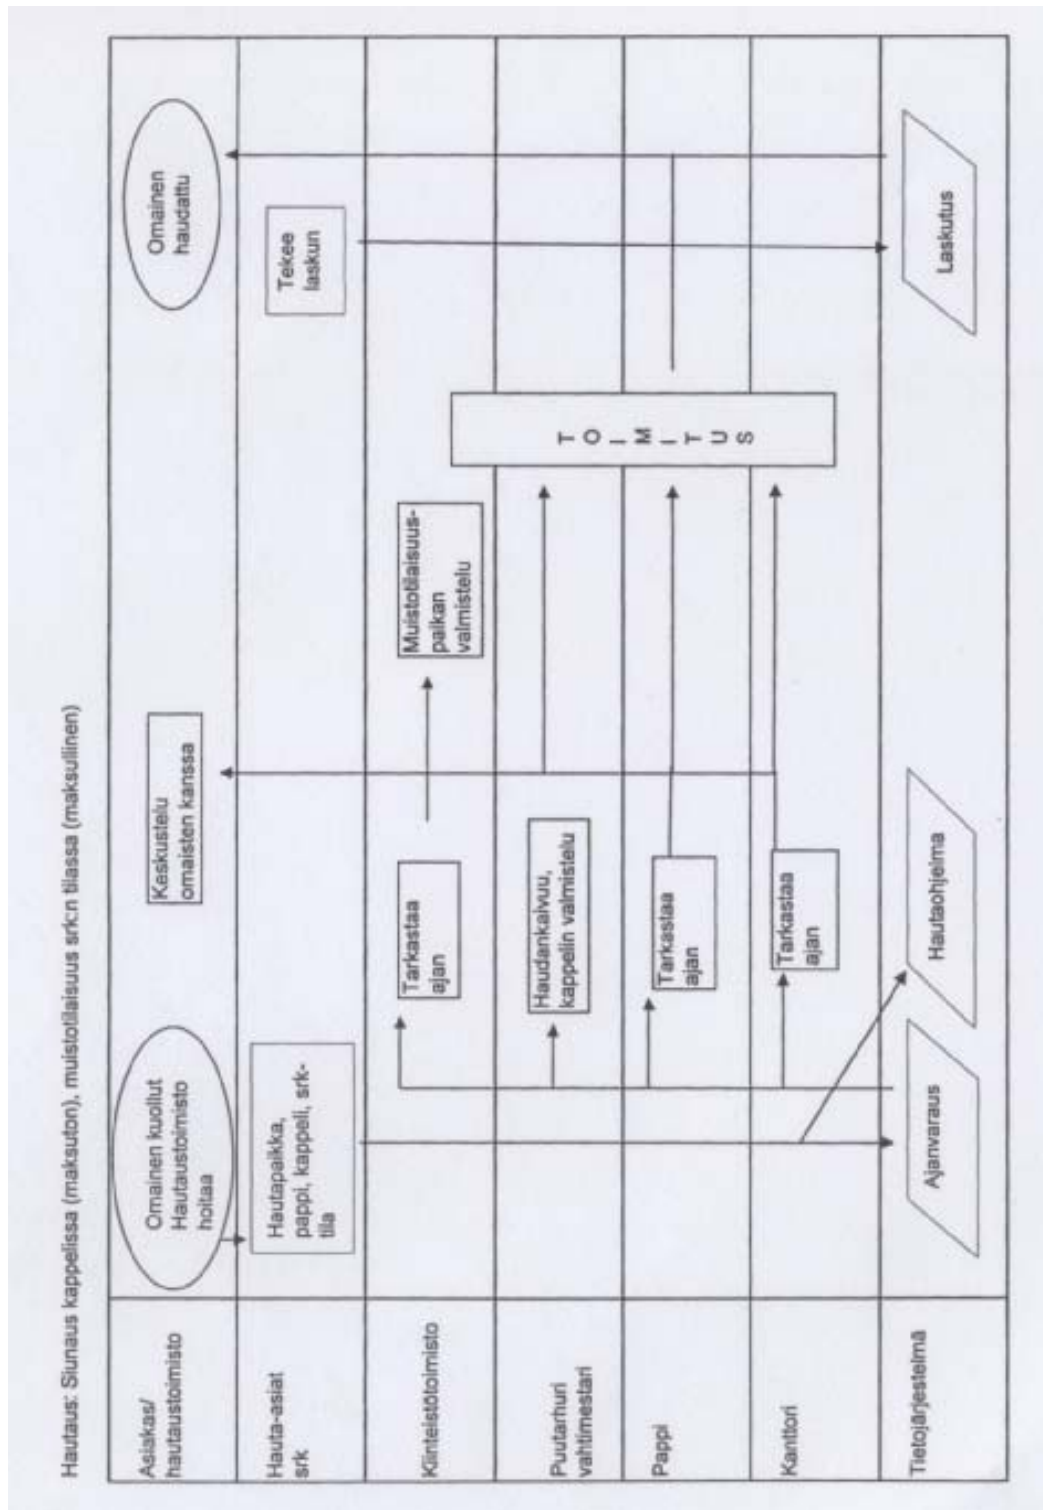 Hautaus: Siunaus kappelissa (maksuton), muistotilaisuus srk:n tilassa (maksullinen)
Asiakas/
hautaustoimisto
Omainen kuollut
Hautaustoimisto
hoitaa
Keskustelu
omaisten kanssa
Omainen
haudattu
Hauta-asiat
srk
Hautapaikka,
pappi, kappeli, srk-
tila
Tekee
laskun
Kiinteistötoimisto
Tarkastaa
ajan
Muistotilaisuus-
paikan
valmistelu
Puutarhuri
vahtimestari
Haudankaivuu,
kappelin valmistelu
T
O
I
M
I
T
U
S
Pappi
Tarkastaa
ajan
Kanttori
Tarkastaa
ajan
Tietojärjestelmä
Ajanvaraus
Hautaohjelma
Laskutus